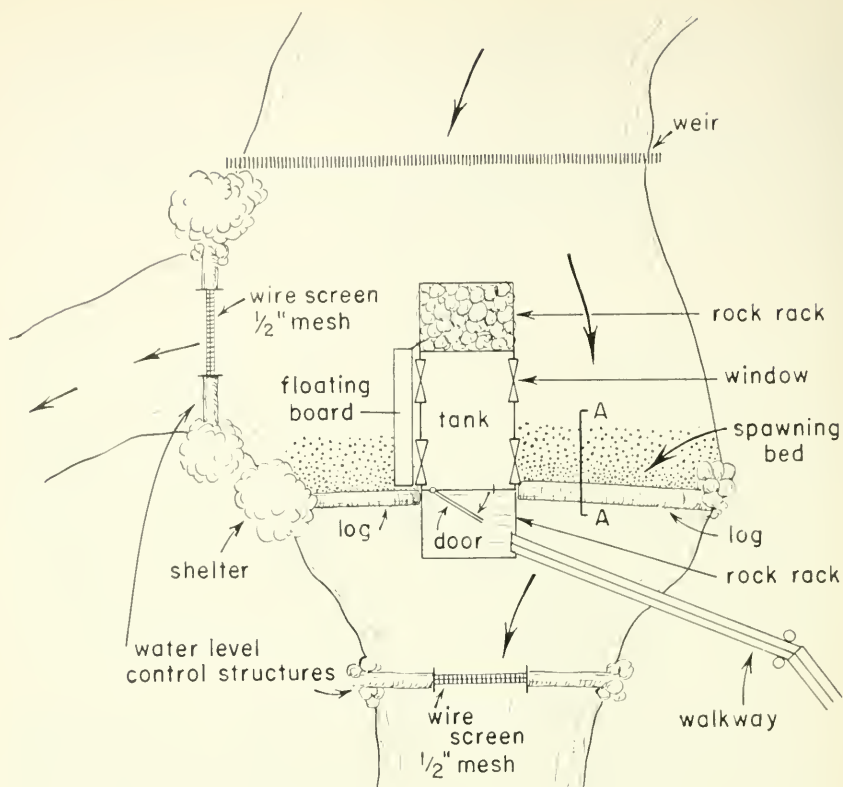 weir
wire screen
1/2" mesh
rock rack
floating
board
window
tank
A
spawning
bed
A
log
door
log
shelter
rock rack
water level
control structures
walkway
wire
screen
1/2" mesh